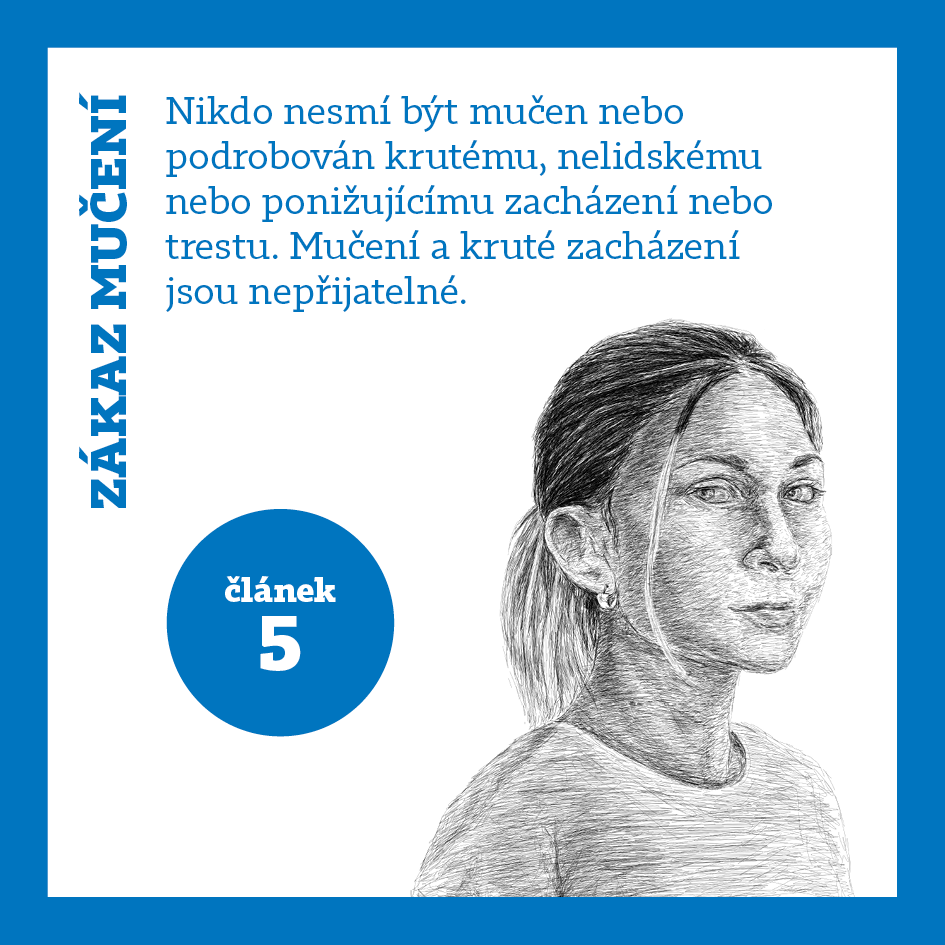 ZÁKAZ MUČENÍ
Nikdo nesmí být mučen nebo
podrobován krutému, nelidskému
nebo ponižujícímu zacházení nebo
trestu. Mučení a kruté zacházení
jsou nepřijatelné.
článek
5